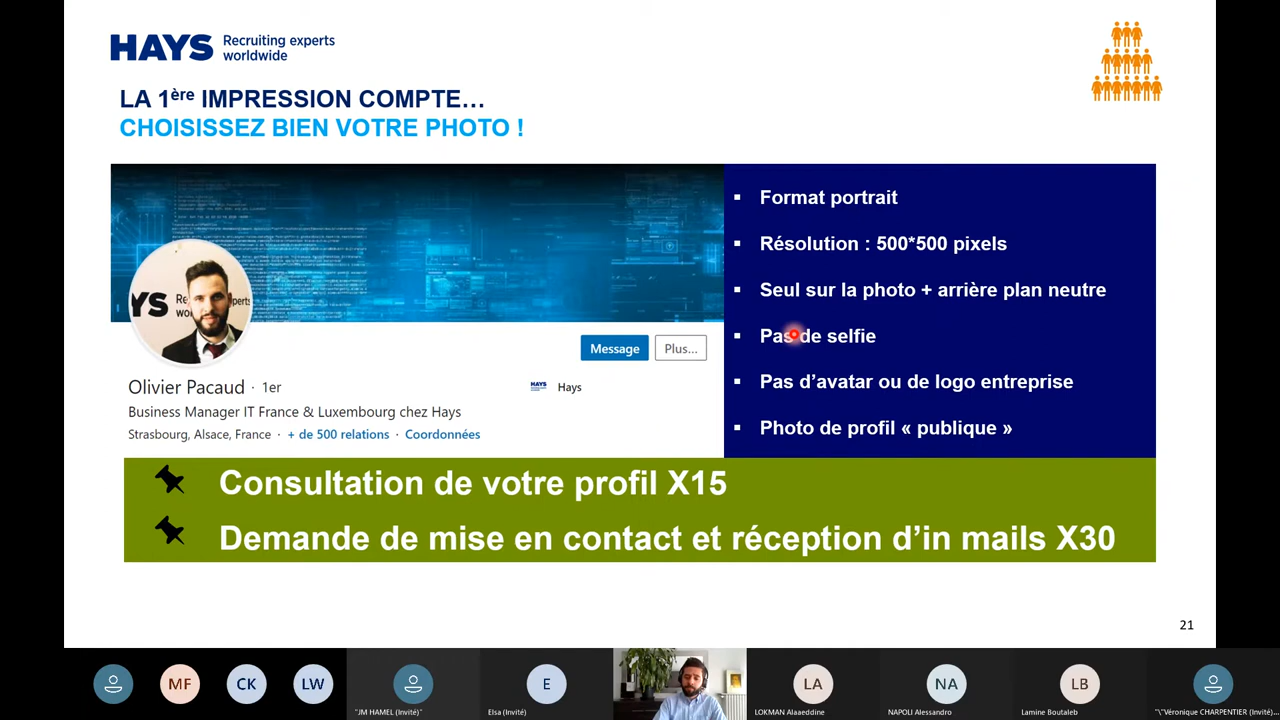 HAYS Recruiting experts
worldwide
LA 1ère IMPRESSION COMPTE…
CHOISISSEZ BIEN VOTRE PHOTO !
▪ Format portrait
▪ Résolution : 500*500 pixels
▪ Seul sur la photo + arrière plan neutre
▪ Pas de selfie
▪ Pas d’avatar ou de logo entreprise
▪ Photo de profil « publique »
Message
Plus...
Olivier Pacaud · 1er
HAYS Hays
Business Manager IT France & Luxembourg chez Hays
Strasbourg, Alsace, France · + de 500 relations · Coordonnées
Consultation de votre profil X15
Demande de mise en contact et réception d’in mails X30
21
MF
CK
LW
"JM HAMEL (Invité)"
E
Elsa (Invité)
LA
LOKMAN Alaaeddine
NA
NAPOLI Alessandro
LB
Lamine Boutaleb
"\"Véronique CHARPENTIER (Invité)...